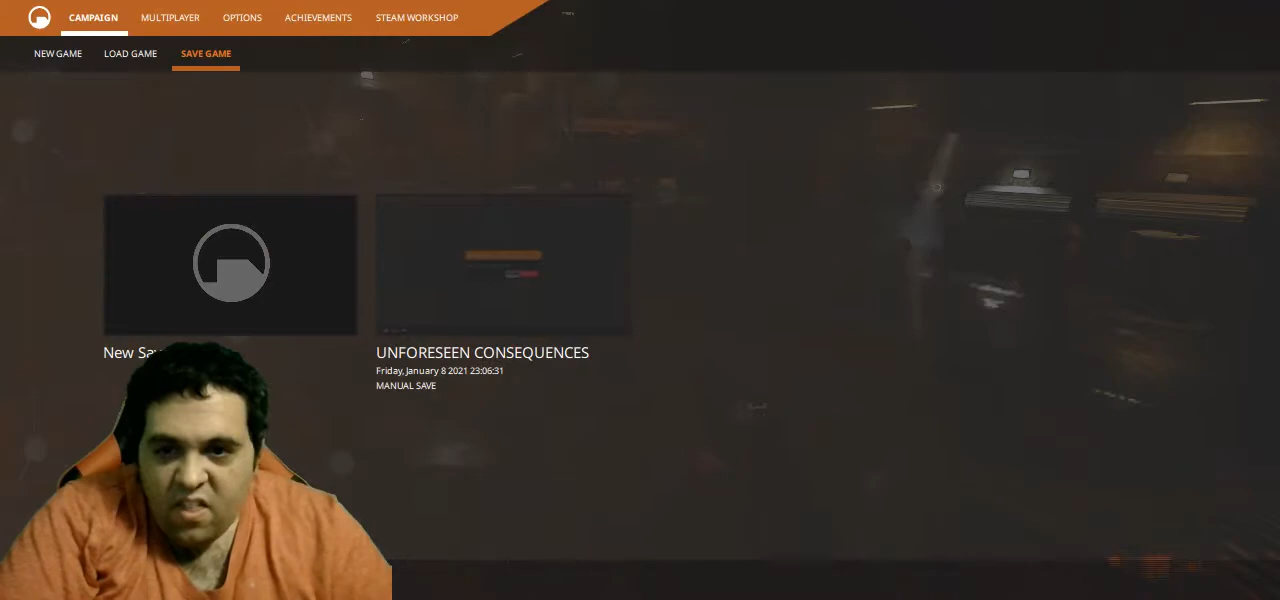 CAMPAIGN MULTIPLAYER OPTIONS ACHIEVEMENTS STEAM WORKSHOP
NEW GAME LOAD GAME SAVE GAME
New
UNFORESEEN CONSEQUENCES
Friday, January 8 2021 23:06:31
MANUAL SAVE